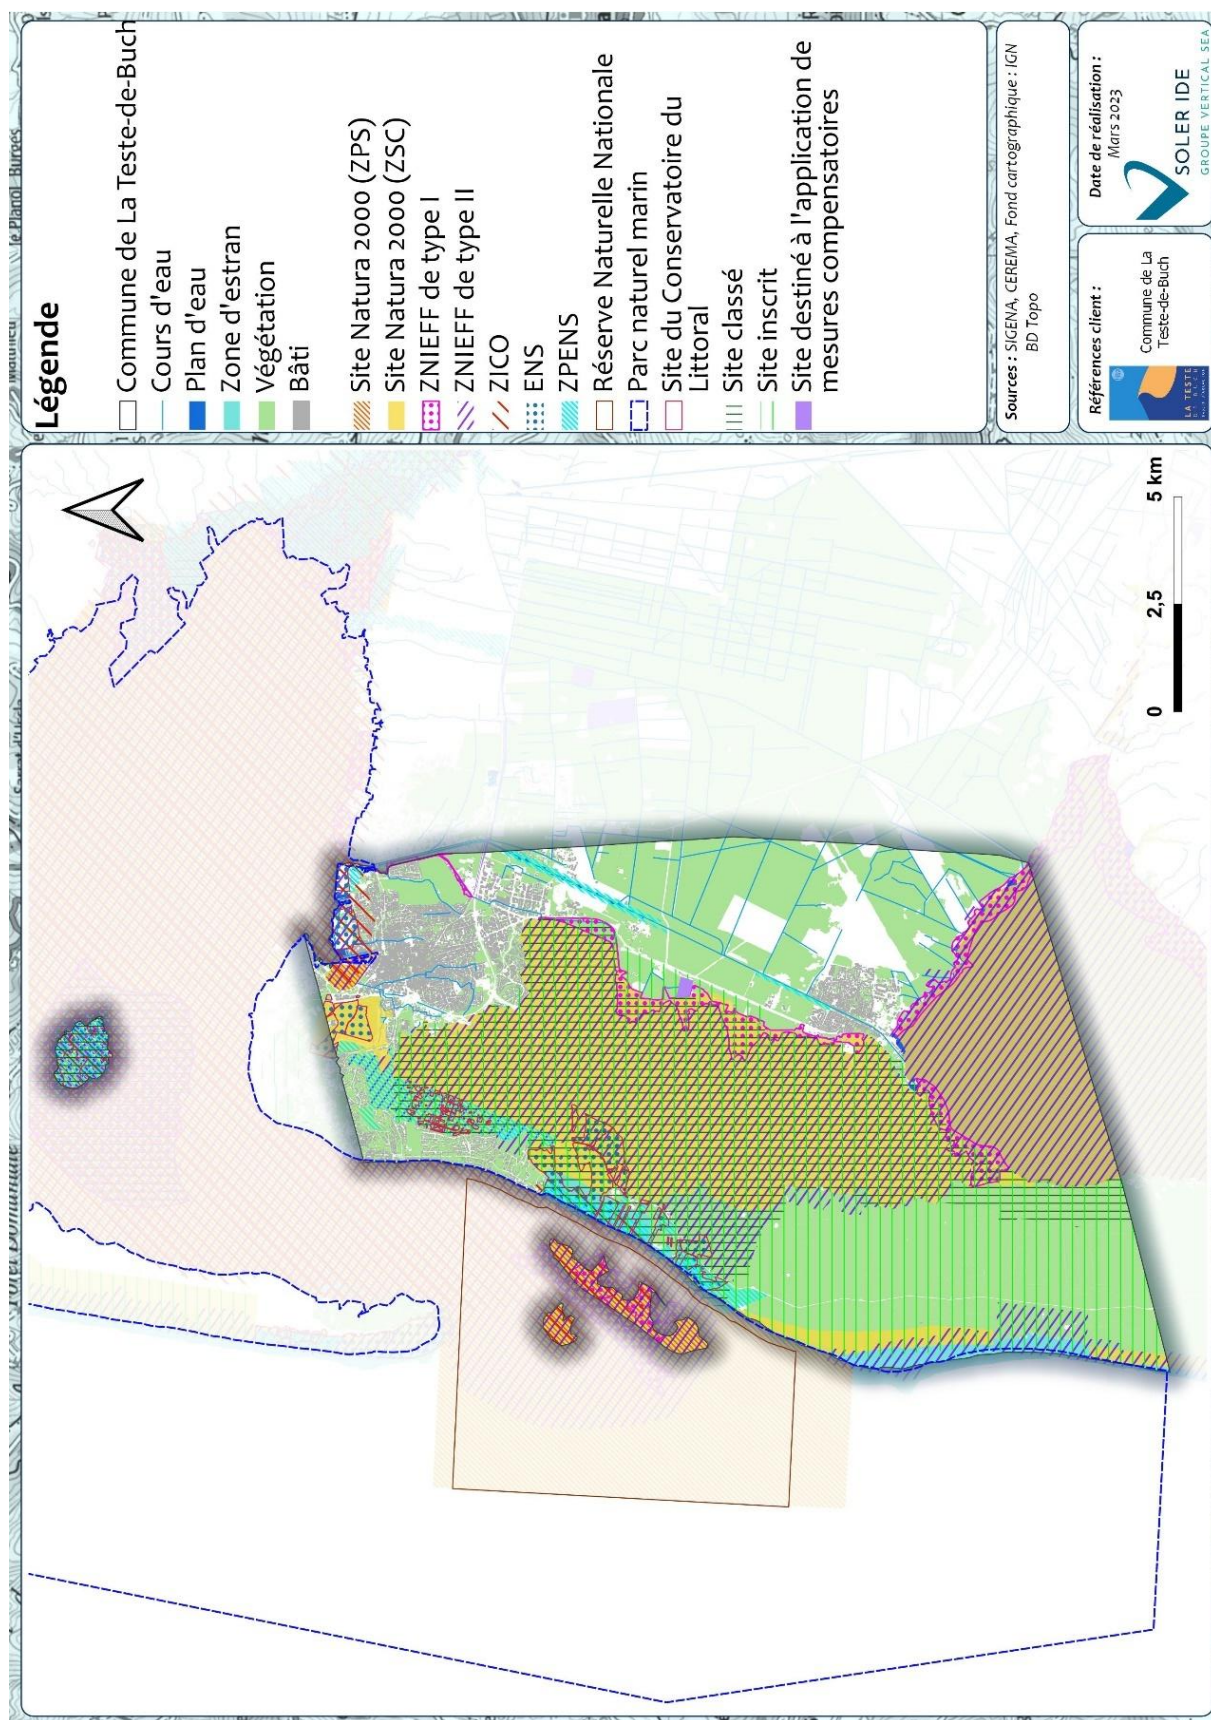 Légende
Commune de La Teste-de-Buch
Cours d'eau
Plan d'eau
Zone d'estran
Végétation
Bâti
Site Natura 2000 (ZPS)
Site Natura 2000 (ZSC)
ZNIEFF de type I
ZNIEFF de type II
ZICO
ENS
ZPENS
Réserve Naturelle Nationale
Parc naturel marin
Site du Conservatoire du
Littoral
Site classé
Site inscrit
Site destiné à l'application de
mesures compensatoires
Sources : SIGENA, CEREMA, Fond cartographique : IGN
BD Topo
Références client :
LA TESTE
Commune de La
Teste-de-Buch
Date de réalisation :
Mars 2023
SOLER IDE
GROUPE VERTICAL SEA
0
2,5
5 km